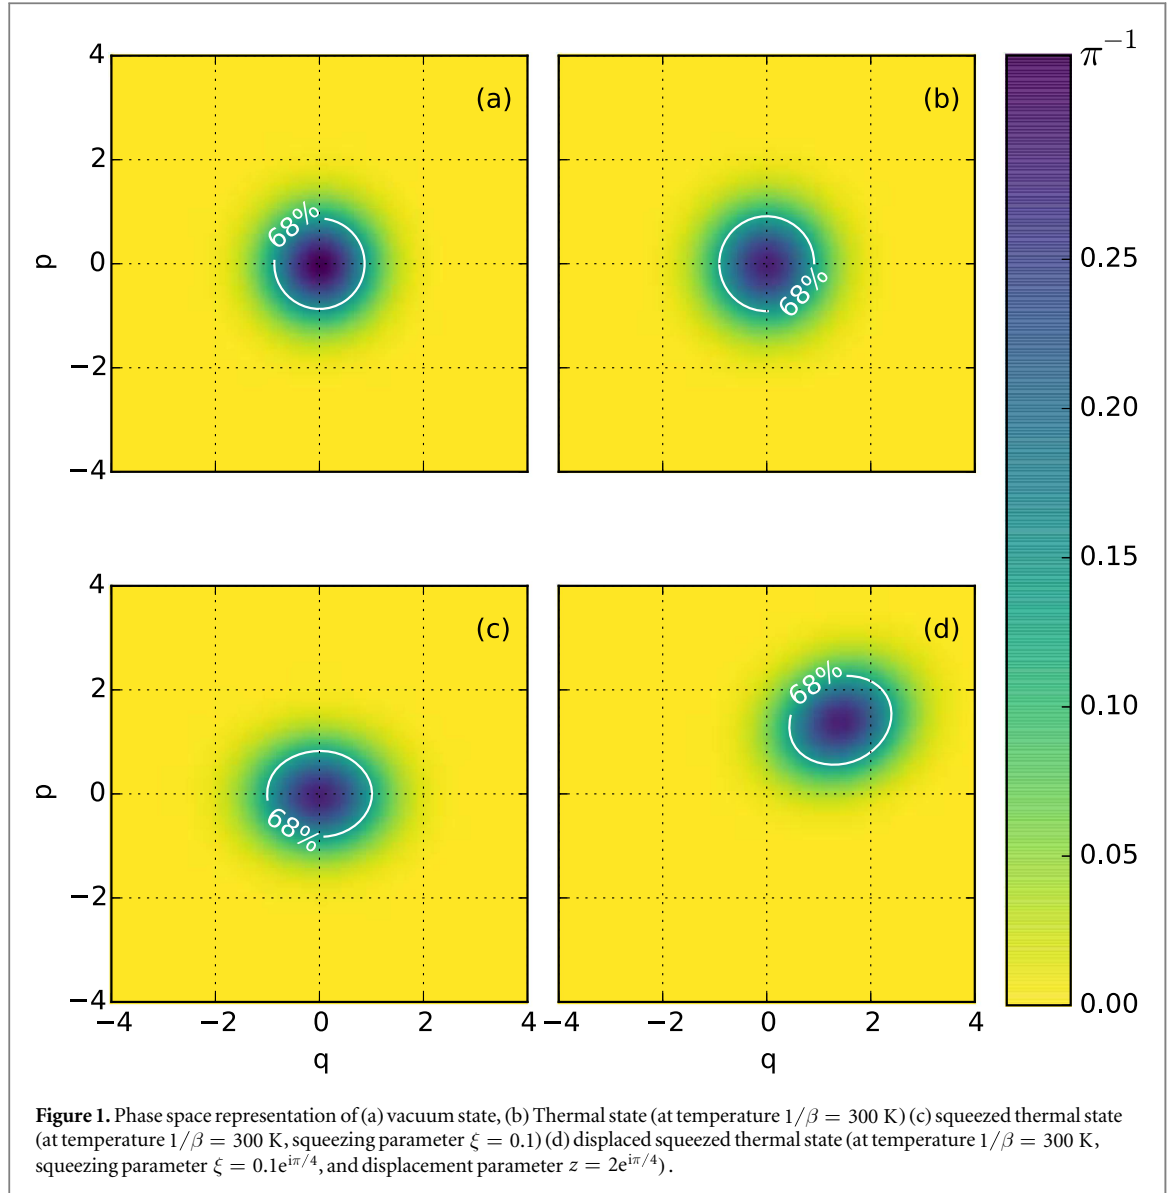 4
2
0
−2
−4
p
(a)
68%
(b)
68%
π⁻¹
0.25
0.20
0.15
0.10
0.05
0.00
4
2
0
−2
−4
p
(c)
68%
(d)
68%
−4 −2 0 2 4 −4 −2 0 2 4
q q
Figure 1. Phase space representation of (a) vacuum state, (b) Thermal state (at temperature 1/β = 300 K) (c) squeezed thermal state
(at temperature 1/β = 300 K, squeezing parameter ξ = 0.1) (d) displaced squeezed thermal state (at temperature 1/β = 300 K,
squeezing parameter ξ = 0.1e^{iπ/4}, and displacement parameter z = 2e^{iπ/4}).